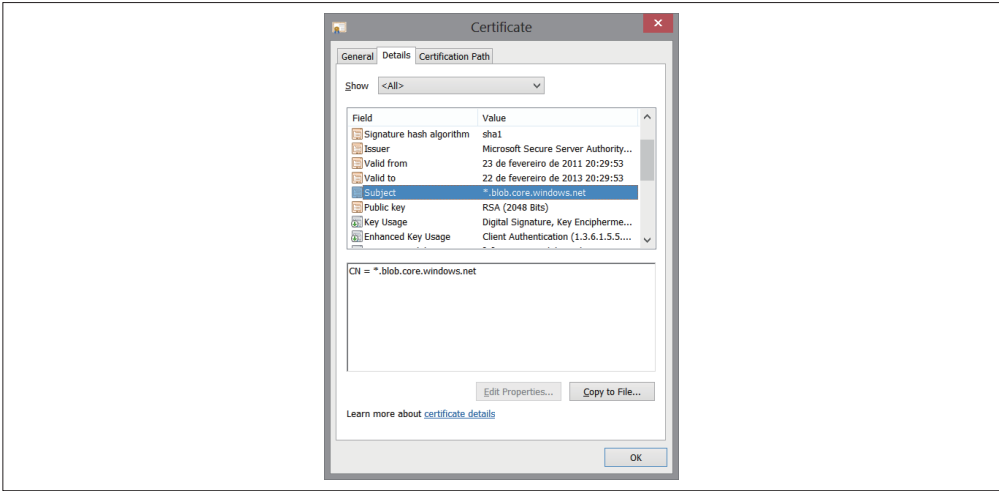 Certificate
General Details Certification Path
Show <All>
Field Value
Signature hash algorithm sha1
Issuer Microsoft Secure Server Authority...
Valid from 23 de fevereiro de 2011 20:29:53
Valid to 22 de fevereiro de 2013 20:29:53
Subject *.blob.core.windows.net
Public key RSA (2048 Bits)
Key Usage Digital Signature, Key Encipherme...
Enhanced Key Usage Client Authentication (1.3.6.1.5.5....
CN = *.blob.core.windows.net
Edit Properties... Copy to File...
Learn more about certificate details
OK